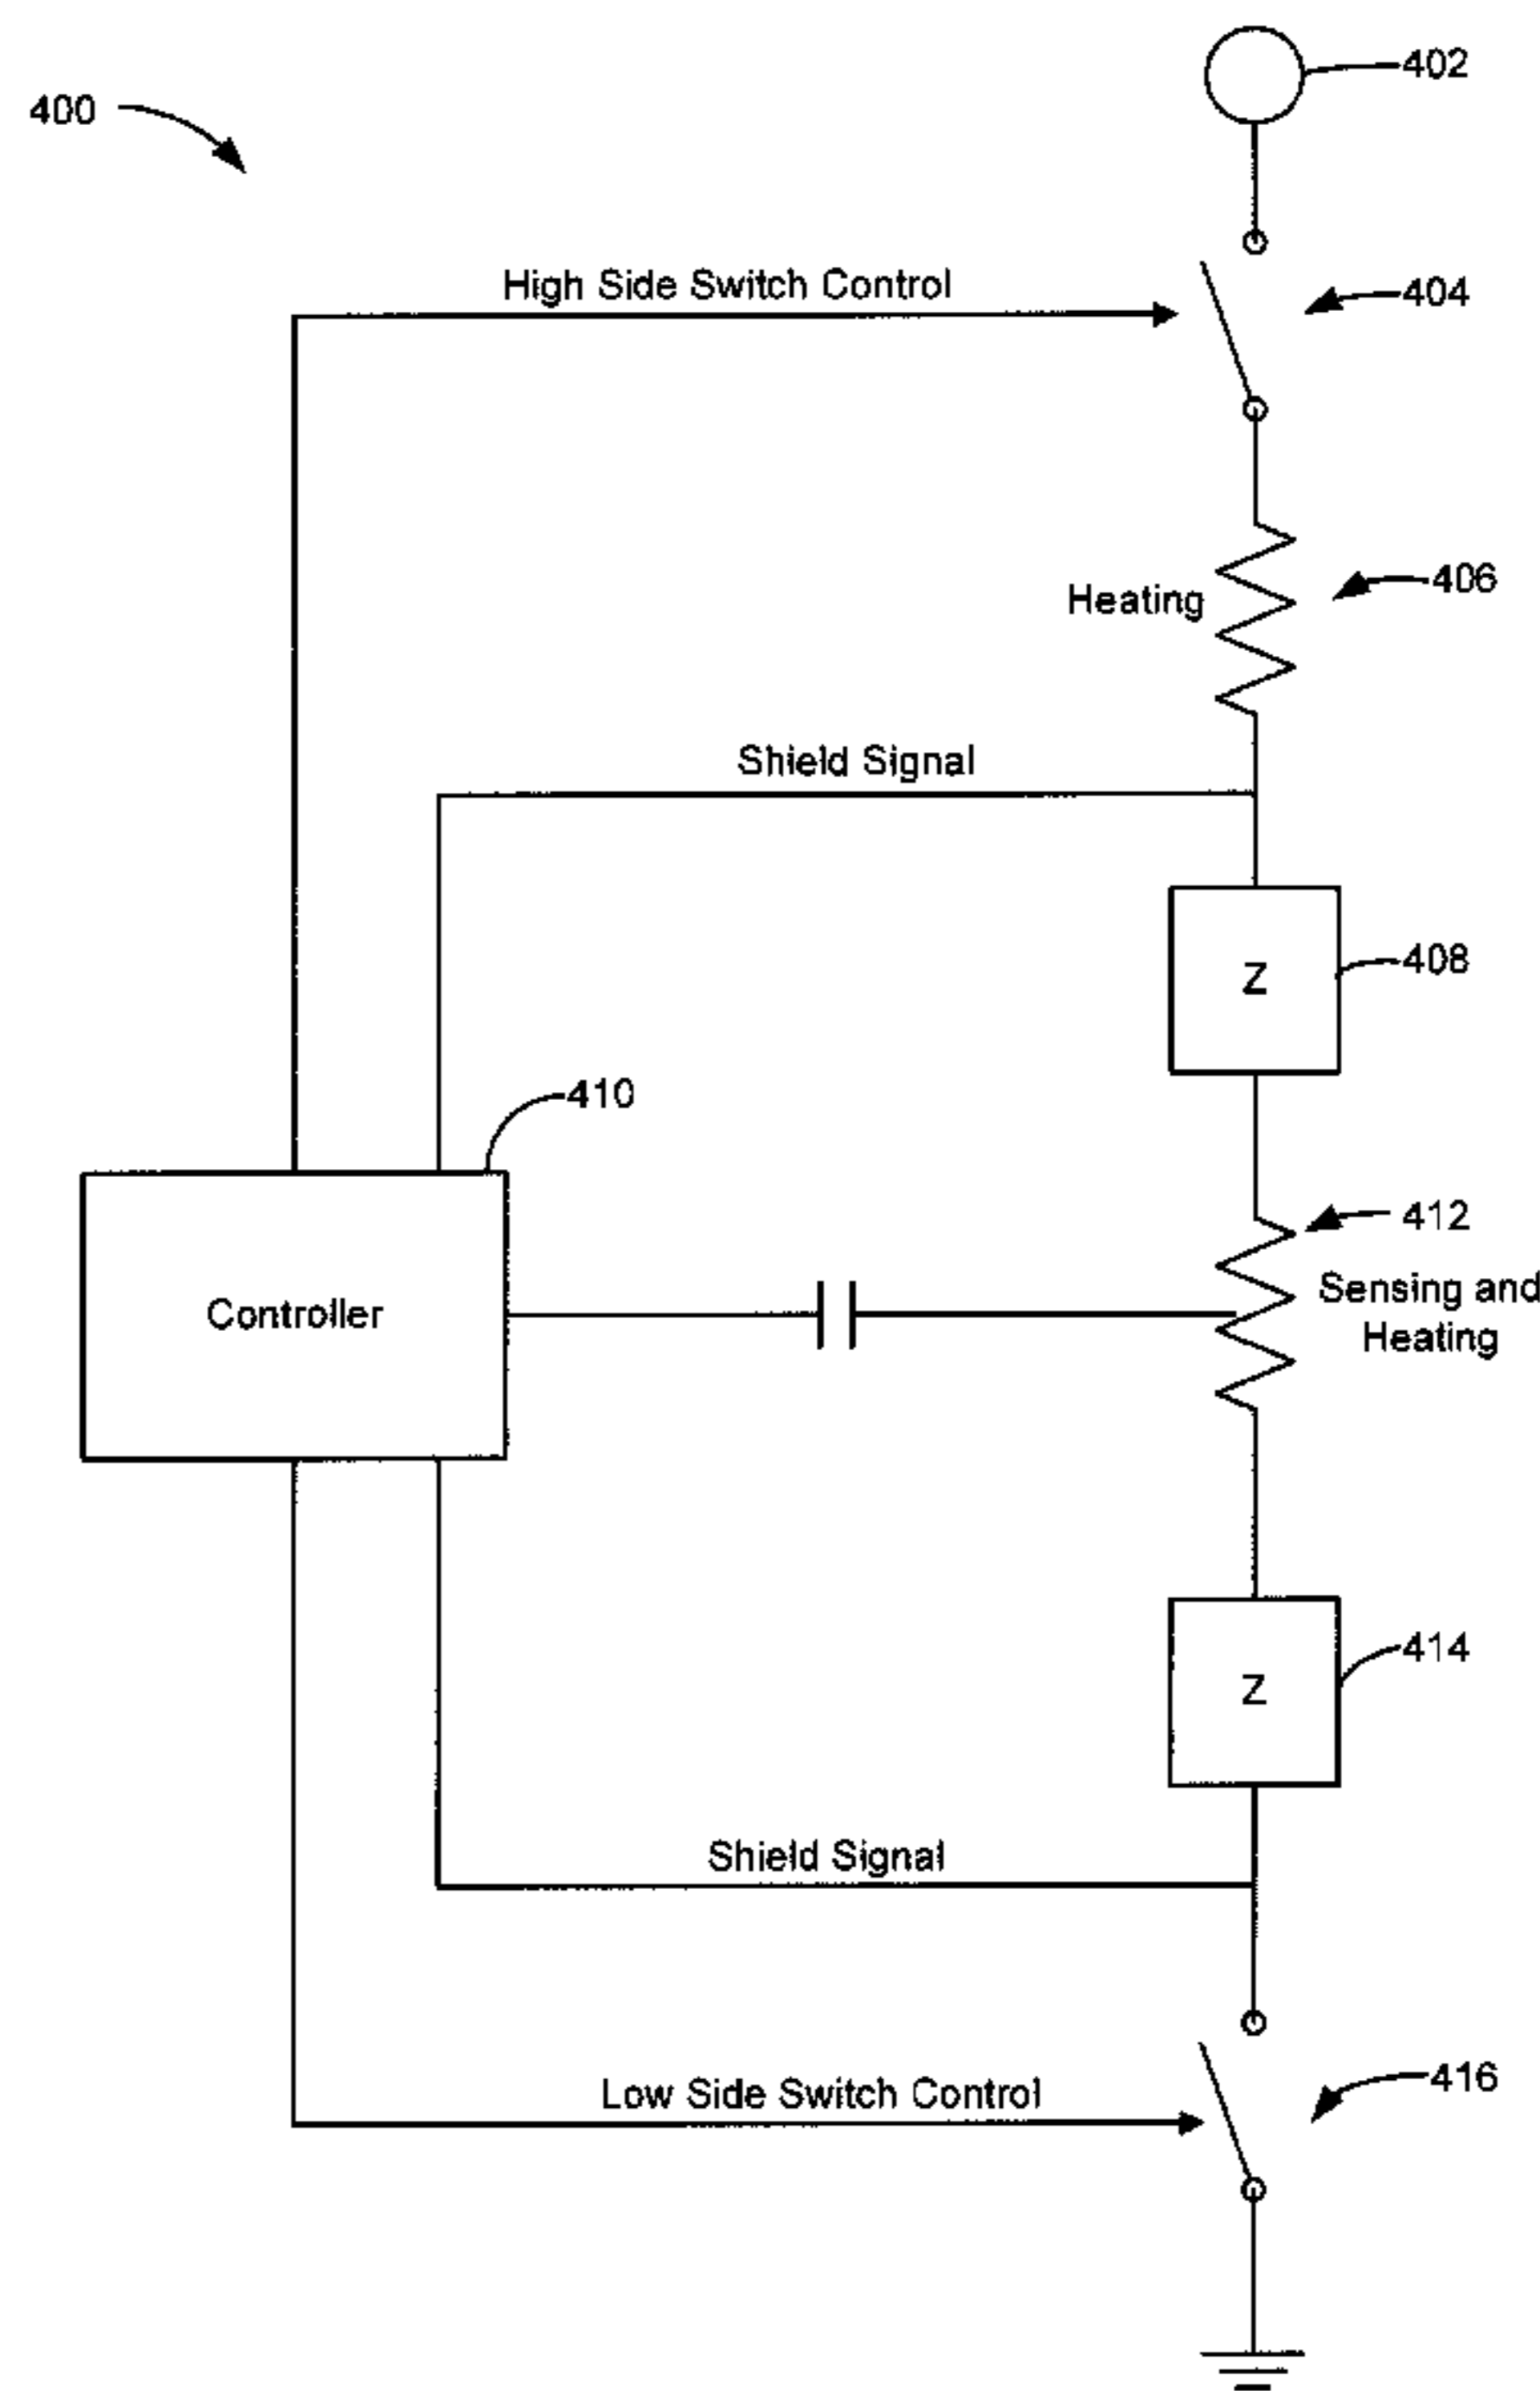 402
400
High Side Switch Control
404
Heating
406
Shield Signal
Z
408
410
412
Sensing and
Heating
Controller
Z
414
Shield Signal
Low Side Switch Control
416